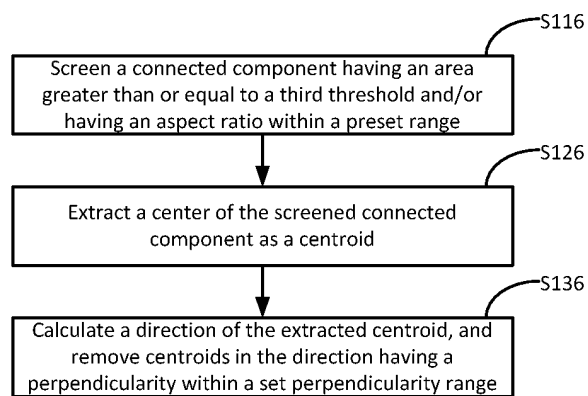 S116
Screen a connected component having an area
greater than or equal to a third threshold and/or
having an aspect ratio within a preset range
S126
Extract a center of the screened connected
component as a centroid
S136
Calculate a direction of the extracted centroid, and
remove centroids in the direction having a
perpendicularity within a set perpendicularity range